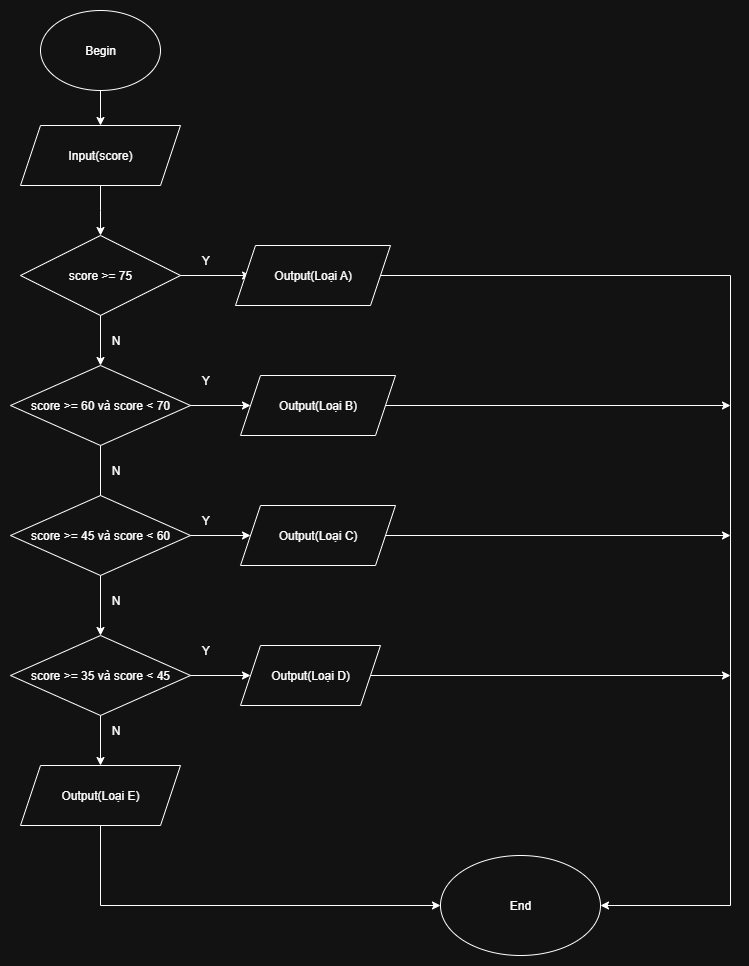 Begin
Input(score)
score >= 75
Y
Output(Loại A)
N
score >= 60 và score < 70
Y
Output(Loại B)
N
score >= 45 và score < 60
Y
Output(Loại C)
N
score >= 35 và score < 45
Y
Output(Loại D)
N
Output(Loại E)
End